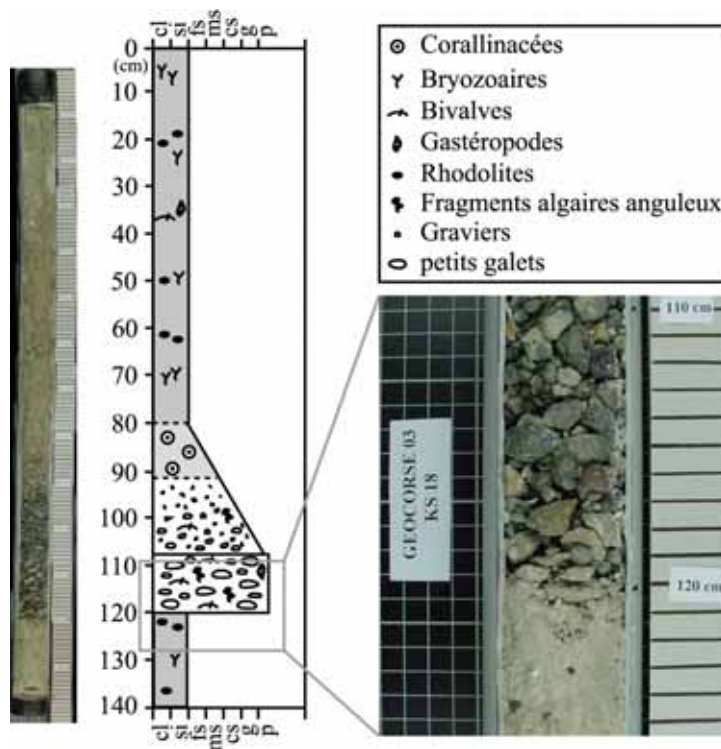 cl si fs ms cs g p
0
(cm)
10
20
30
40
50
60
70
80
90
100
110
120
130
140
cl si fs ms cs g p
Corallinacées
Bryozoaires
Bivalves
Gastéropodes
Rhodolites
Fragments algaires anguleux
Graviers
petits galets
110 cm
GEOCORSE 03
KS 18
120 cm